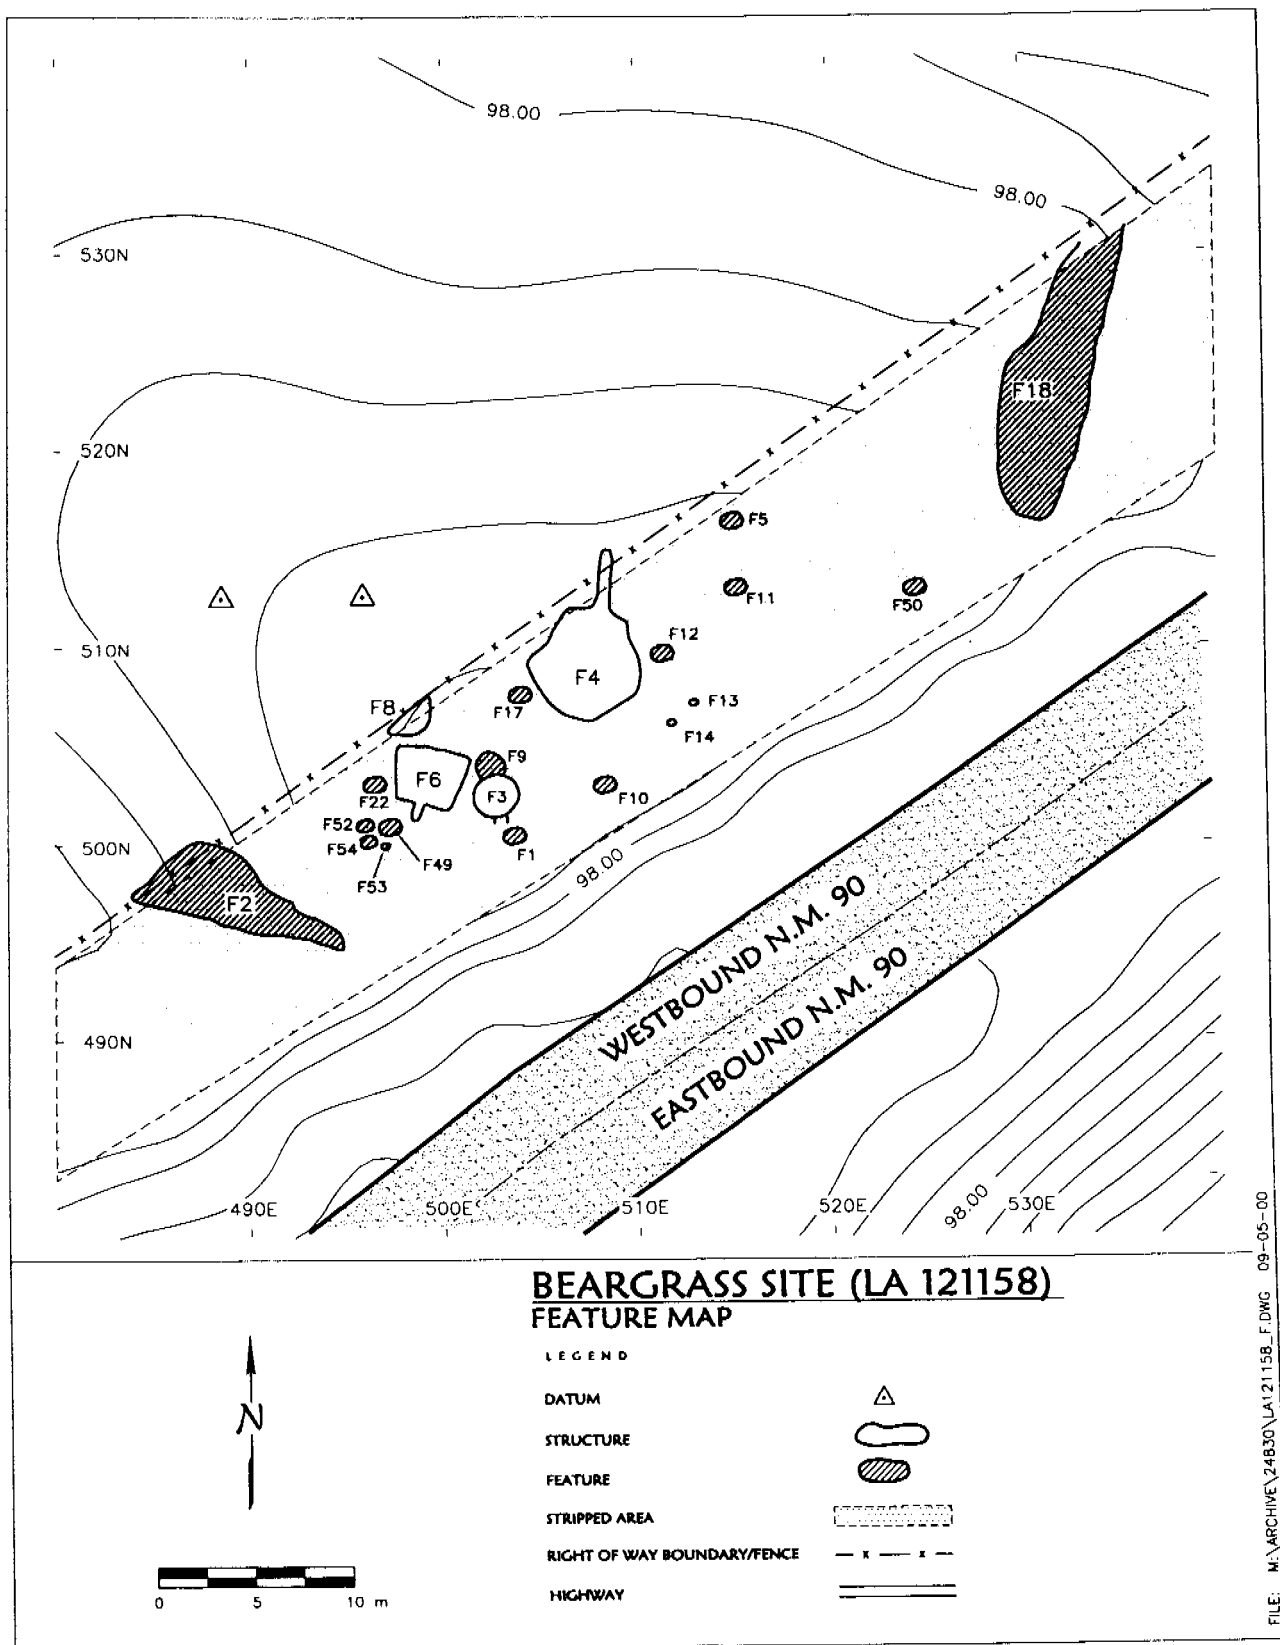 98.00
98.00
530N
F18
520N
F5
F11
F50
F12
510N
F4
F8
F17
F13
F14
F9
F6
F3
F22
F10
F52
F54
F49
F1
F53
500N
98.00
F2
WESTBOUND N.M. 90
EASTBOUND N.M. 90
490N
490E
500E
510E
520E
98.00
530E
BEARGRASS SITE (LA 121158)
FEATURE MAP
LEGEND
N
DATUM
STRUCTURE
FEATURE
STRIPPED AREA
RIGHT OF WAY BOUNDARY/FENCE
HIGHWAY
0 5 10 m
FILE: M:\ARCHIVE\24B30\LA121158_F.DWG 09-05-00